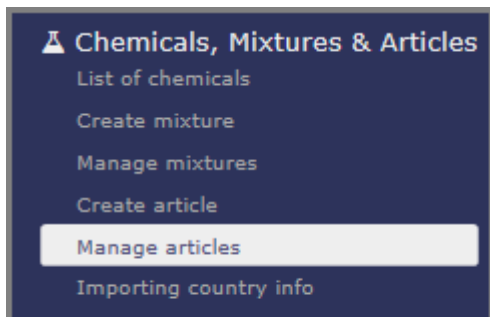 Chemicals, Mixtures & Articles
List of chemicals
Create mixture
Manage mixtures
Create article
Manage articles
Importing country info